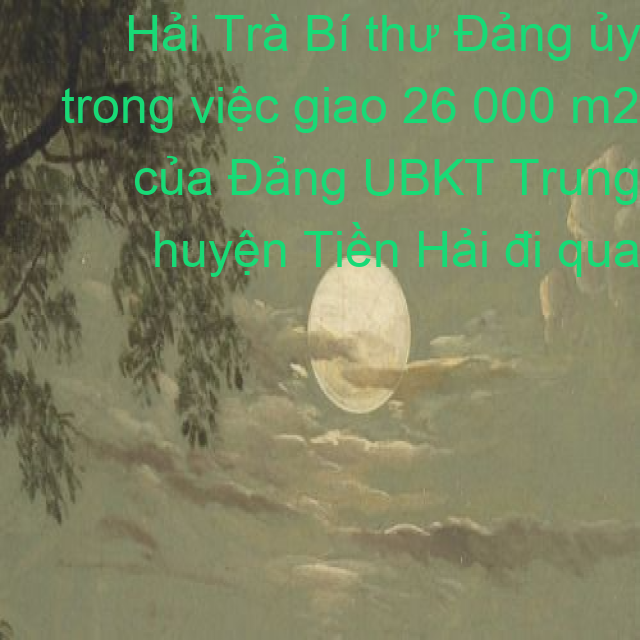 Hải Trà Bí thư Đảng ủy
trong việc giao 26 000 m2
của Đảng UBKT Trung
huyện Tiền Hải đi qua